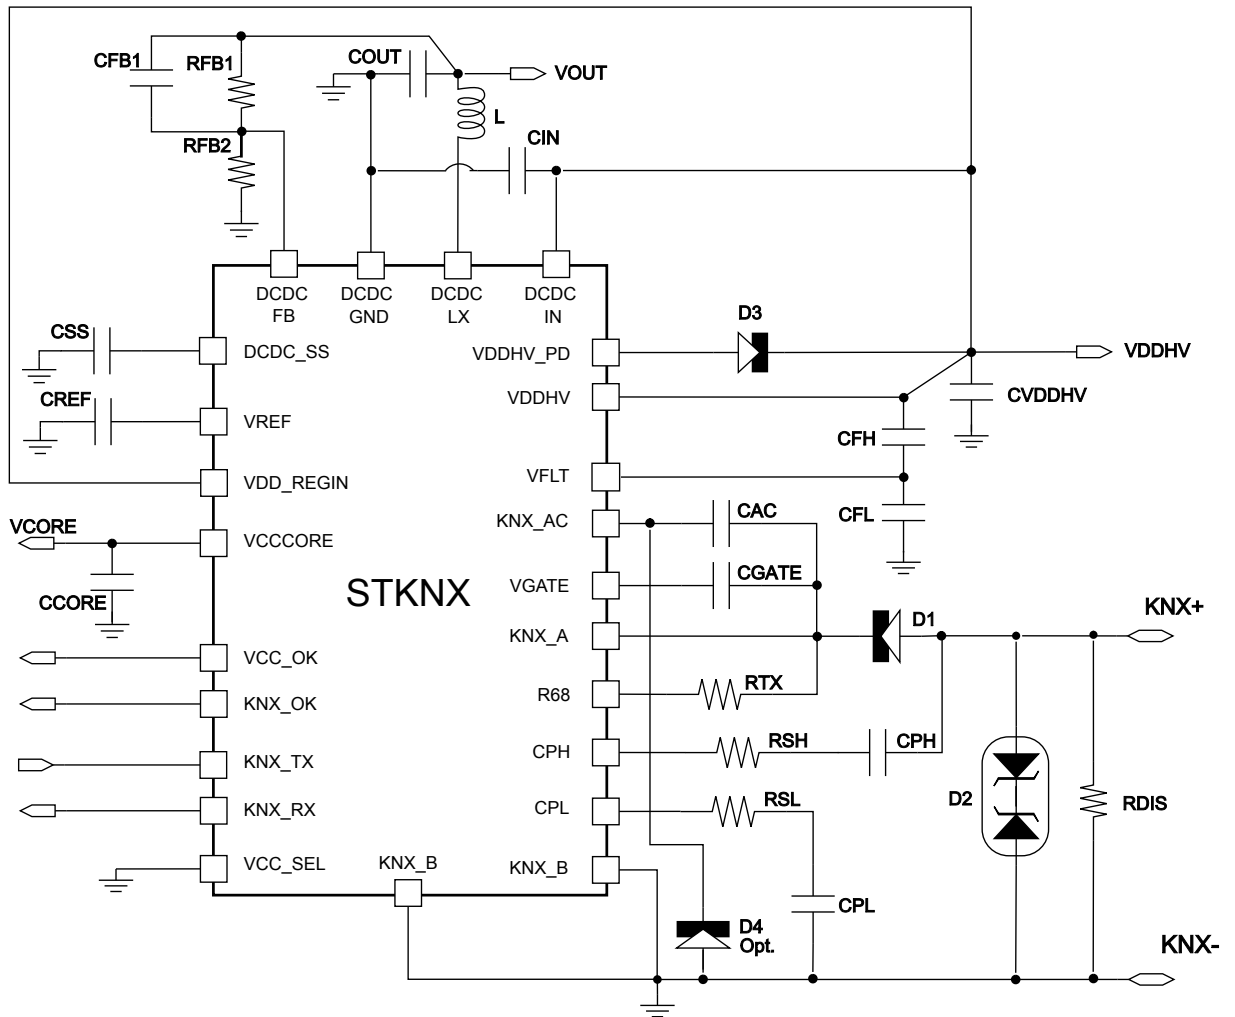 COUT
CFB1
RFB1
VOUT
L
RFB2
CIN
DCDC
FB
DCDC
GND
DCDC
LX
DCDC
IN
D3
CSS
DCDC_SS
VDDHV_PD
VDDHV
CREF
VREF
VDDHV
CVDDHV
CFH
VDD_REGIN
VFLT
VCORE
VCCCORE
KNX_AC
CAC
CFL
STKNX
VGATE
CGATE
CCORE
KNX_A
D1
KNX+
VCC_OK
KNX_OK
R68
RTX
KNX_TX
CPH
RSH
CPH
KNX_RX
CPL
RSL
D2
RDIS
VCC_SEL
KNX_B
KNX_B
CPL
D4
Opt.
KNX-